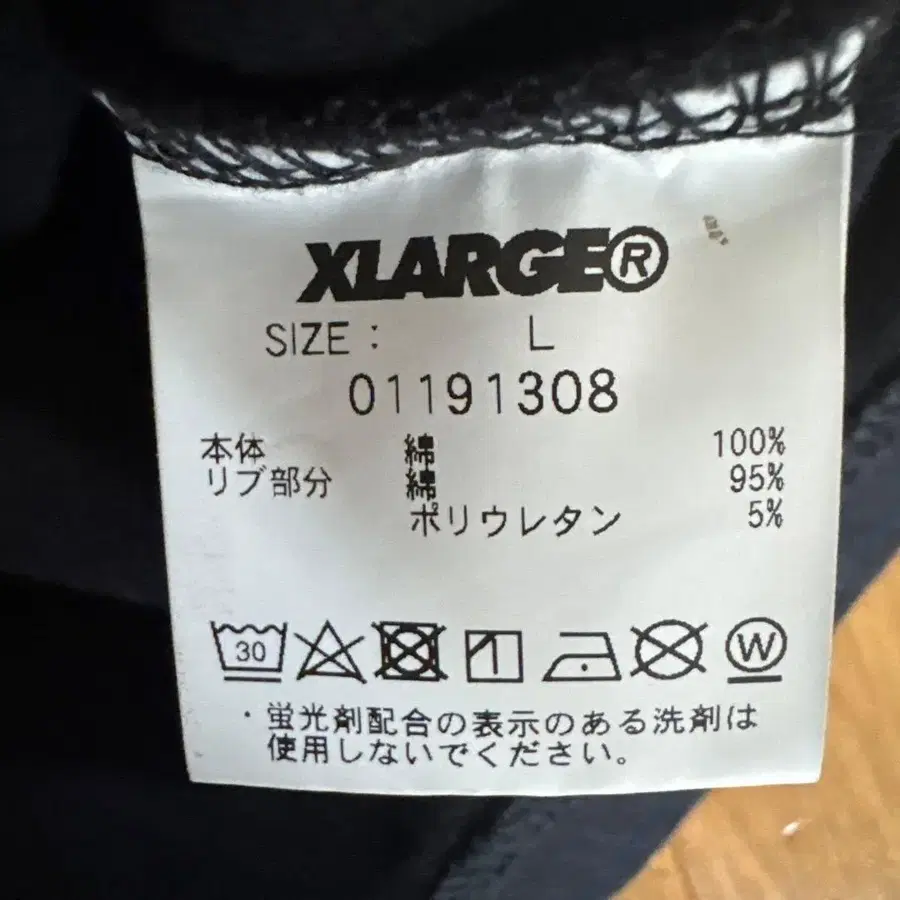 XLARGE®
SIZE : L
01191308
本体 綿 100%
リブ部分 綿 95%
ポリウレタン 5%
30 W
・蛍光剤配合の表示のある洗剤は
使用しないでください。